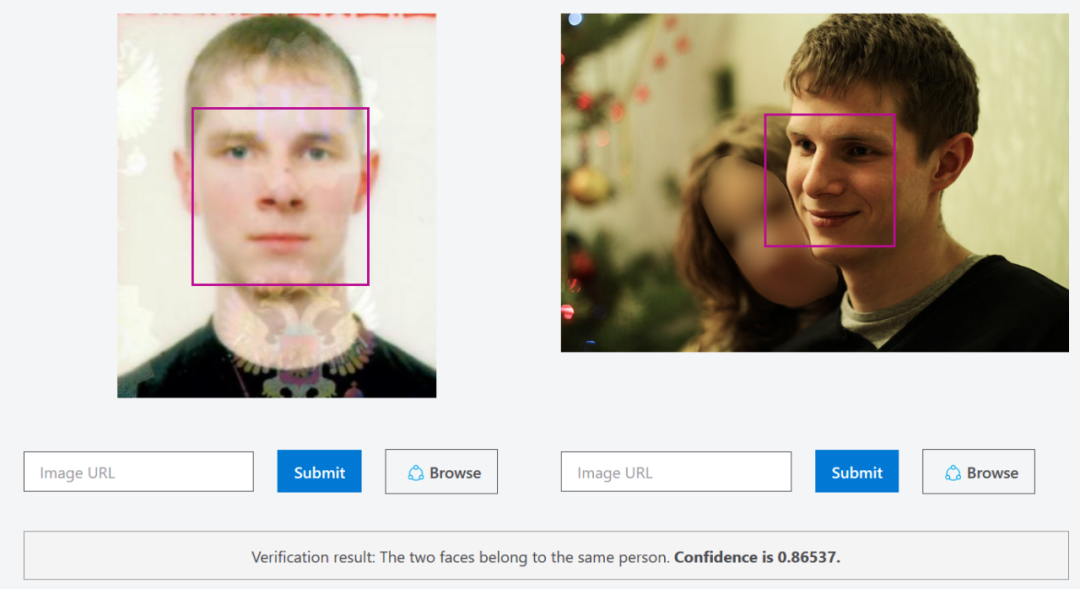 Image URL
Submit
Browse
Image URL
Submit
Browse
Verification result: The two faces belong to the same person. Confidence is 0.86537.